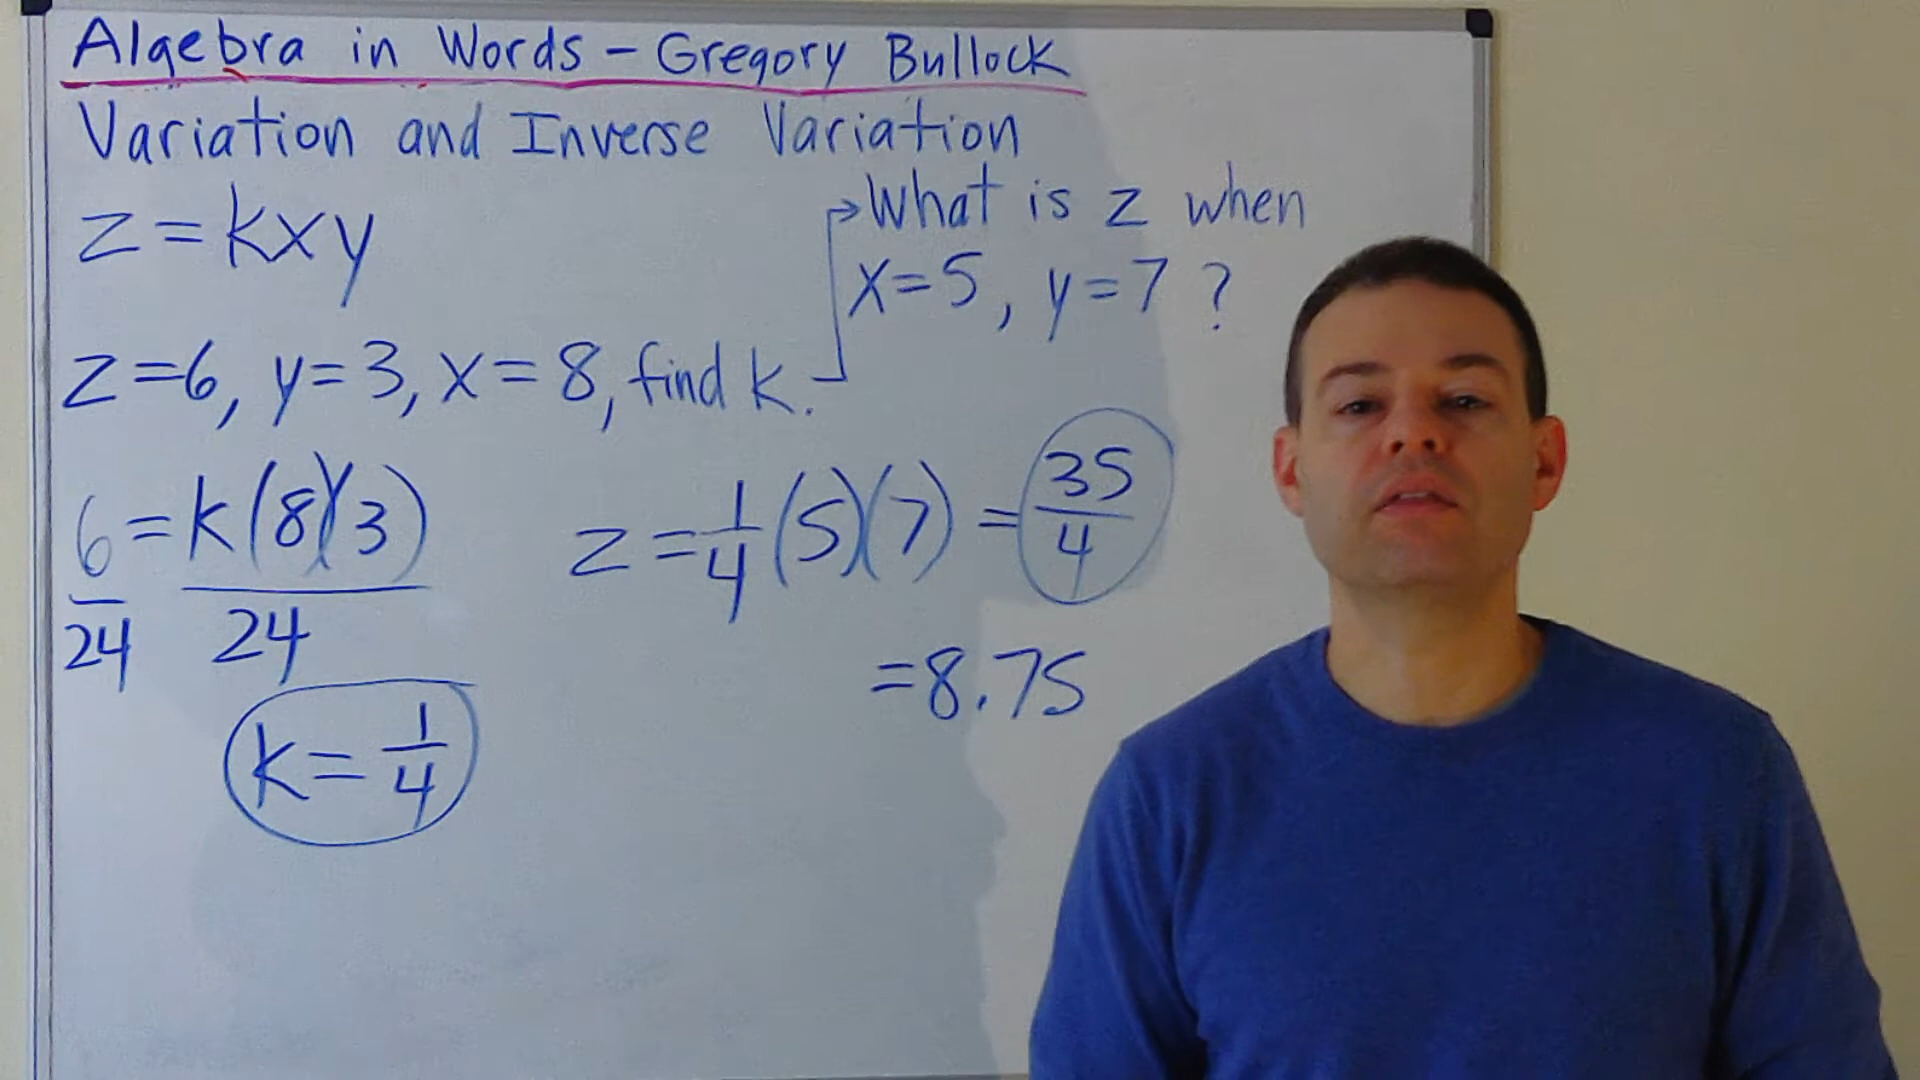 Algebra in Words - Gregory Bullock
Variation and Inverse Variation
z = kxy
z=6, y=3, x=8, find k.
What is z when
x=5, y=7 ?
6 = k(8)(3)
24 24
k = 1/4
z = 1/4 (5)(7) = 35/4
=8.75